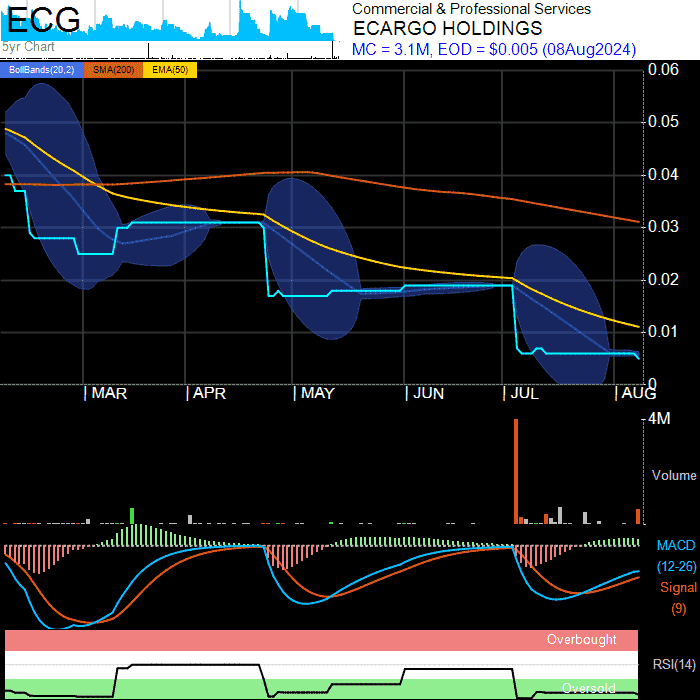 ECG
5yr Chart
Commercial & Professional Services
ECARGO HOLDINGS
MC = 3.1M, EOD = $0.005 (08Aug2024)
BollBands(20,2) SMA(200) EMA(50)
0.06
0.05
0.04
0.03
0.02
0.01
0
MAR APR MAY JUN JUL AUG
4M
Volume
MACD
(12-26)
Signal
(9)
Overbought
RSI(14)
Oversold